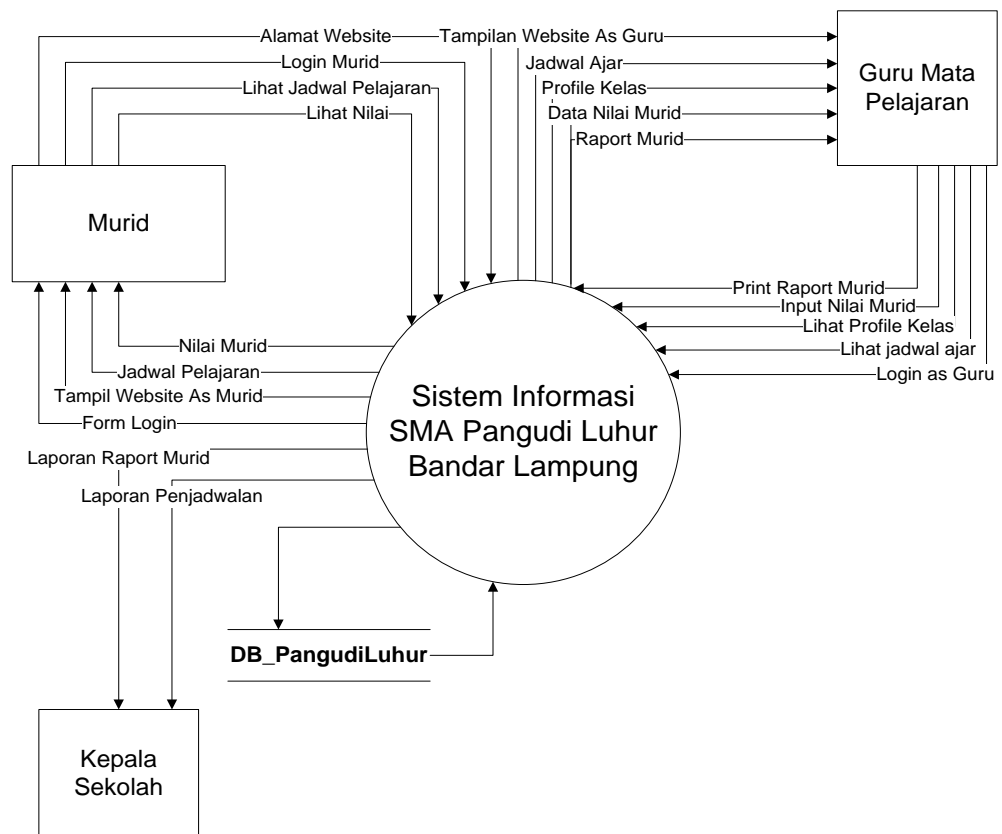 Alamat Website
Tampilan Website As Guru
Login Murid
Jadwal Ajar
Lihat Jadwal Pelajaran
Profile Kelas
Lihat Nilai
Data Nilai Murid
Raport Murid
Guru Mata
Pelajaran
Murid
Print Raport Murid
Input Nilai Murid
Lihat Profile Kelas
Lihat jadwal ajar
Login as Guru
Nilai Murid
Jadwal Pelajaran
Tampil Website As Murid
Form Login
Laporan Raport Murid
Laporan Penjadwalan
Sistem Informasi
SMA Pangudi Luhur
Bandar Lampung
DB_PangudiLuhur
Kepala
Sekolah